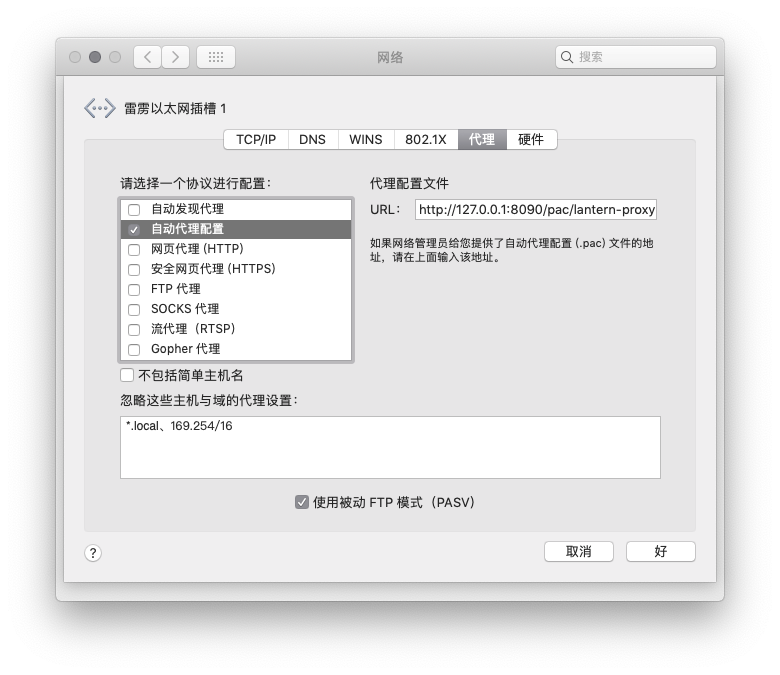 网络
搜索
雷雳以太网插槽 1
TCP/IP
DNS
WINS
802.1X
代理
硬件
请选择一个协议进行配置：
自动发现代理
自动代理配置
网页代理 (HTTP)
安全网页代理 (HTTPS)
FTP 代理
SOCKS 代理
流代理（RTSP）
Gopher 代理
代理配置文件
URL： http://127.0.0.1:8090/pac/lantern-proxy
如果网络管理员给您提供了自动代理配置 (.pac) 文件的地
址，请在上面输入该地址。
不包括简单主机名
忽略这些主机与域的代理设置：
*.local、169.254/16
使用被动 FTP 模式（PASV）
?
取消
好